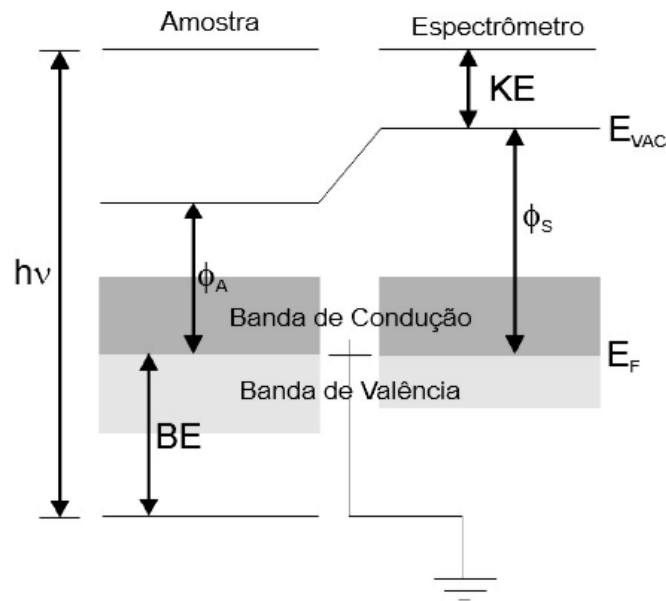 Amostra
Espectrômetro
KE
E_VAC
ϕ_S
hν
ϕ_A
Banda de Condução
E_F
Banda de Valência
BE